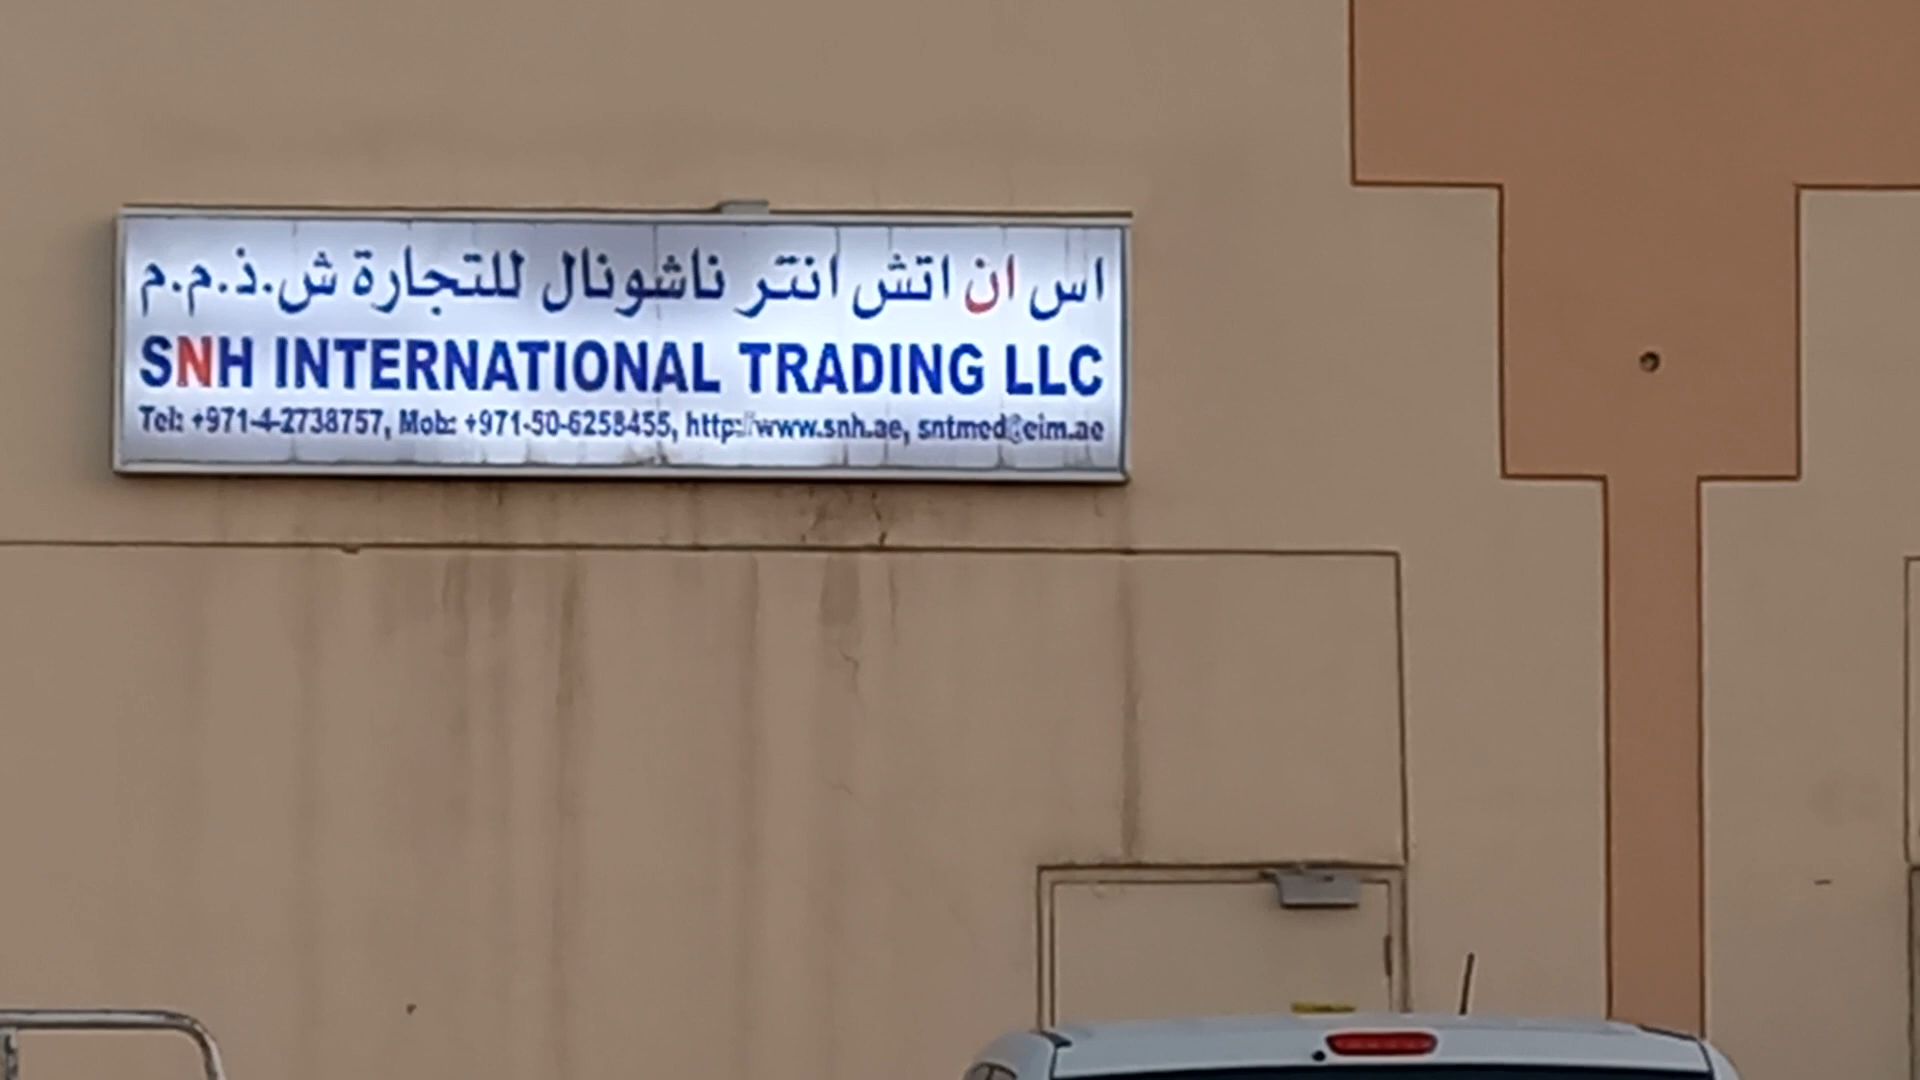 اس ان اتش انتر ناشونال للتجارة ش.ذ.م.م
SNH INTERNATIONAL TRADING LLC
Tel: +971-4-2738757, Mob: +971-50-6258455, http://www.snh.ae, sntmed@eim.ae